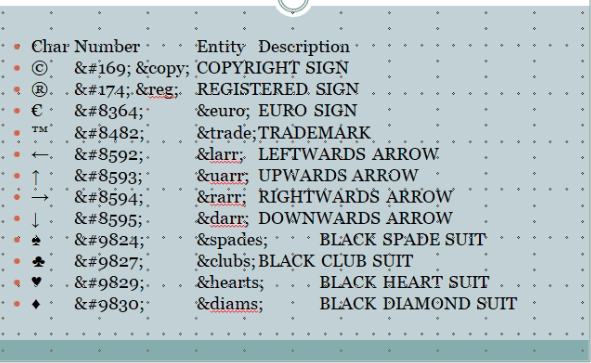 Char Number Entity Description
© &#169; &copy; COPYRIGHT SIGN
® &#174; &reg; REGISTERED SIGN
€ &#8364; &euro; EURO SIGN
™ &#8482; &trade; TRADEMARK
← &#8592; &larr; LEFTWARDS ARROW
↑ &#8593; &uarr; UPWARDS ARROW
→ &#8594; &rarr; RIGHTWARDS ARROW
↓ &#8595; &darr; DOWNWARDS ARROW
♠ &#9824; &spades; BLACK SPADE SUIT
♣ &#9827; &clubs; BLACK CLUB SUIT
♥ &#9829; &hearts; BLACK HEART SUIT
♦ &#9830; &diams; BLACK DIAMOND SUIT